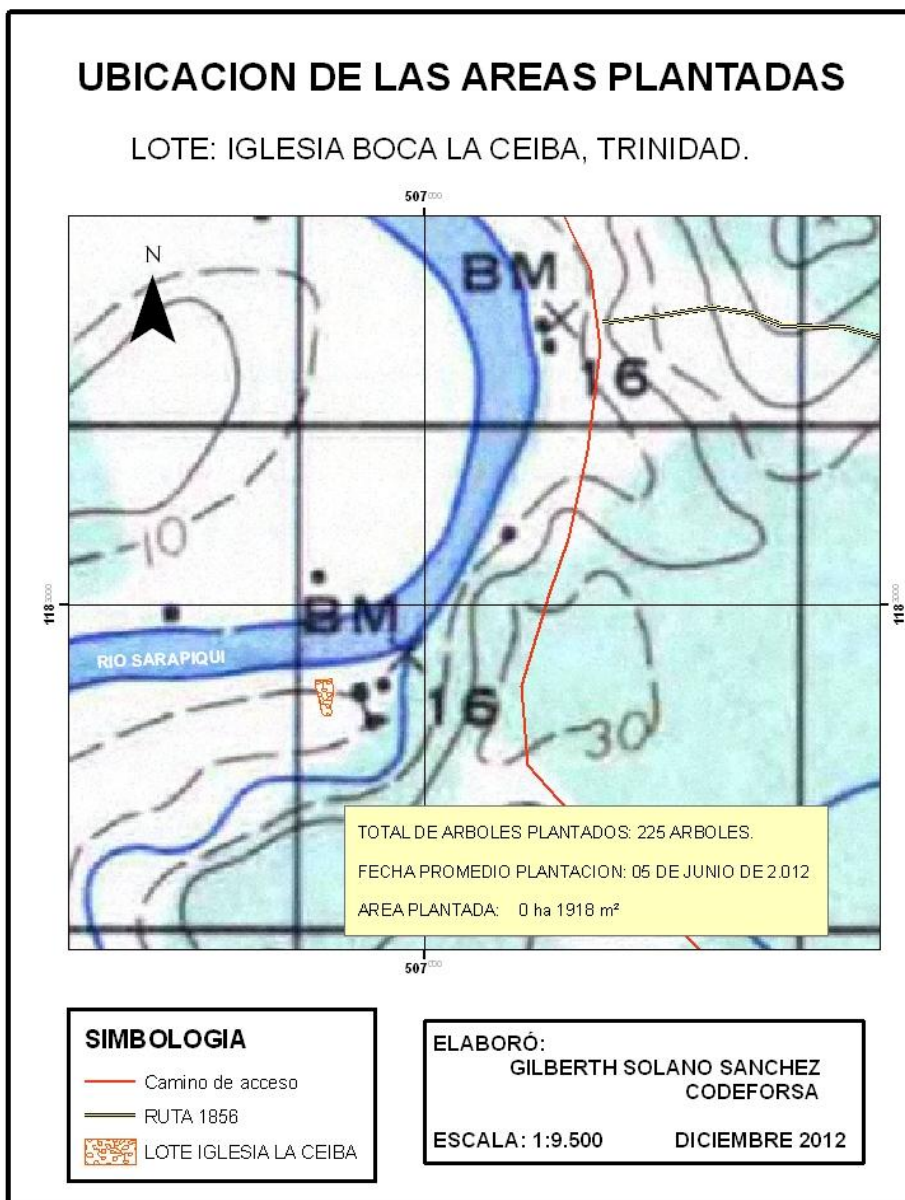 UBICACION DE LAS AREAS PLANTADAS
LOTE: IGLESIA BOCA LA CEIBA, TRINIDAD.
507000
N
BM
16
10
118
118
BM
RIO SARAPIQUI
16
30
TOTAL DE ARBOLES PLANTADOS: 225 ARBOLES.
FECHA PROMEDIO PLANTACION: 05 DE JUNIO DE 2.012
AREA PLANTADA: 0 ha 1918 m²
507000
SIMBOLOGIA
Camino de acceso
RUTA 1856
LOTE IGLESIA LA CEIBA
ELABORÓ:
GILBERTH SOLANO SANCHEZ
CODEFORSA
ESCALA: 1:9.500 DICIEMBRE 2012